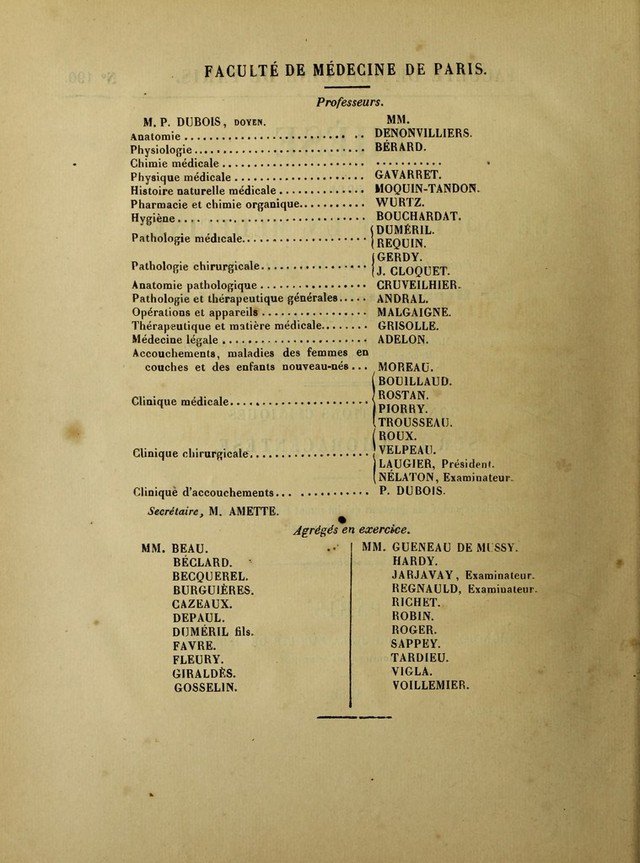 FACULTÉ DE MÉDECINE DE PARIS.
Professeurs.
M. P. DUBOIS, DOYEN. MM.
Anatomie .......................... .. DENONVILLIERS.
Physiologie............................. BÉRARD.
Chimie médicale ..................... ..........
Physique médicale ................... GAVARRET.
Histoire naturelle médicale ............. MOQUIN-TANDON.
Pharmacie et chimie organique.......... WURTZ.
Hygiène.... .......................... BOUCHARDAT.
Pathologie médicale................... DUMÉRIL.
REQUIN.
Pathologie chirurgicale................ GERDY.
J. CLOQUET.
Anatomie pathologique ................ CRUVEILHIER.
Pathologie et thérapeutique générales..... ANDRAL.
Opérations et appareils ................ MALGAIGNE.
Thérapeutique et matière médicale........ GRISOLLE.
Médecine légale ...................... ADELON.
Accouchements, maladies des femmes en
couches et des enfants nouveau-nés ... MOREAU.
Clinique médicale..................... BOUILLAUD.
ROSTAN.
PIORRY.
TROUSSEAU.
Clinique chirurgicale.................. ROUX.
VELPEAU.
LAUGIER, Président.
NÉLATON, Examinateur.
Clinique d'accouchements... ........... P. DUBOIS.
Secrétaire, M. AMETTE.
Agrégés en exercice.
MM. BEAU.
BÉCLARD.
BECQUEREL.
BURGUIÈRES.
CAZEAUX.
DEPAUL.
DUMÉRIL fils.
FAVRE.
FLEURY.
GIRALDÈS.
GOSSELIN.
MM. GUENEAU DE MUSSY.
HARDY.
JARJAVAY, Examinateur.
REGNAULD, Examinateur.
RICHET.
ROBIN.
ROGER.
SAPPEY.
TARDIEU.
VIGLA.
VOILLEMIER.